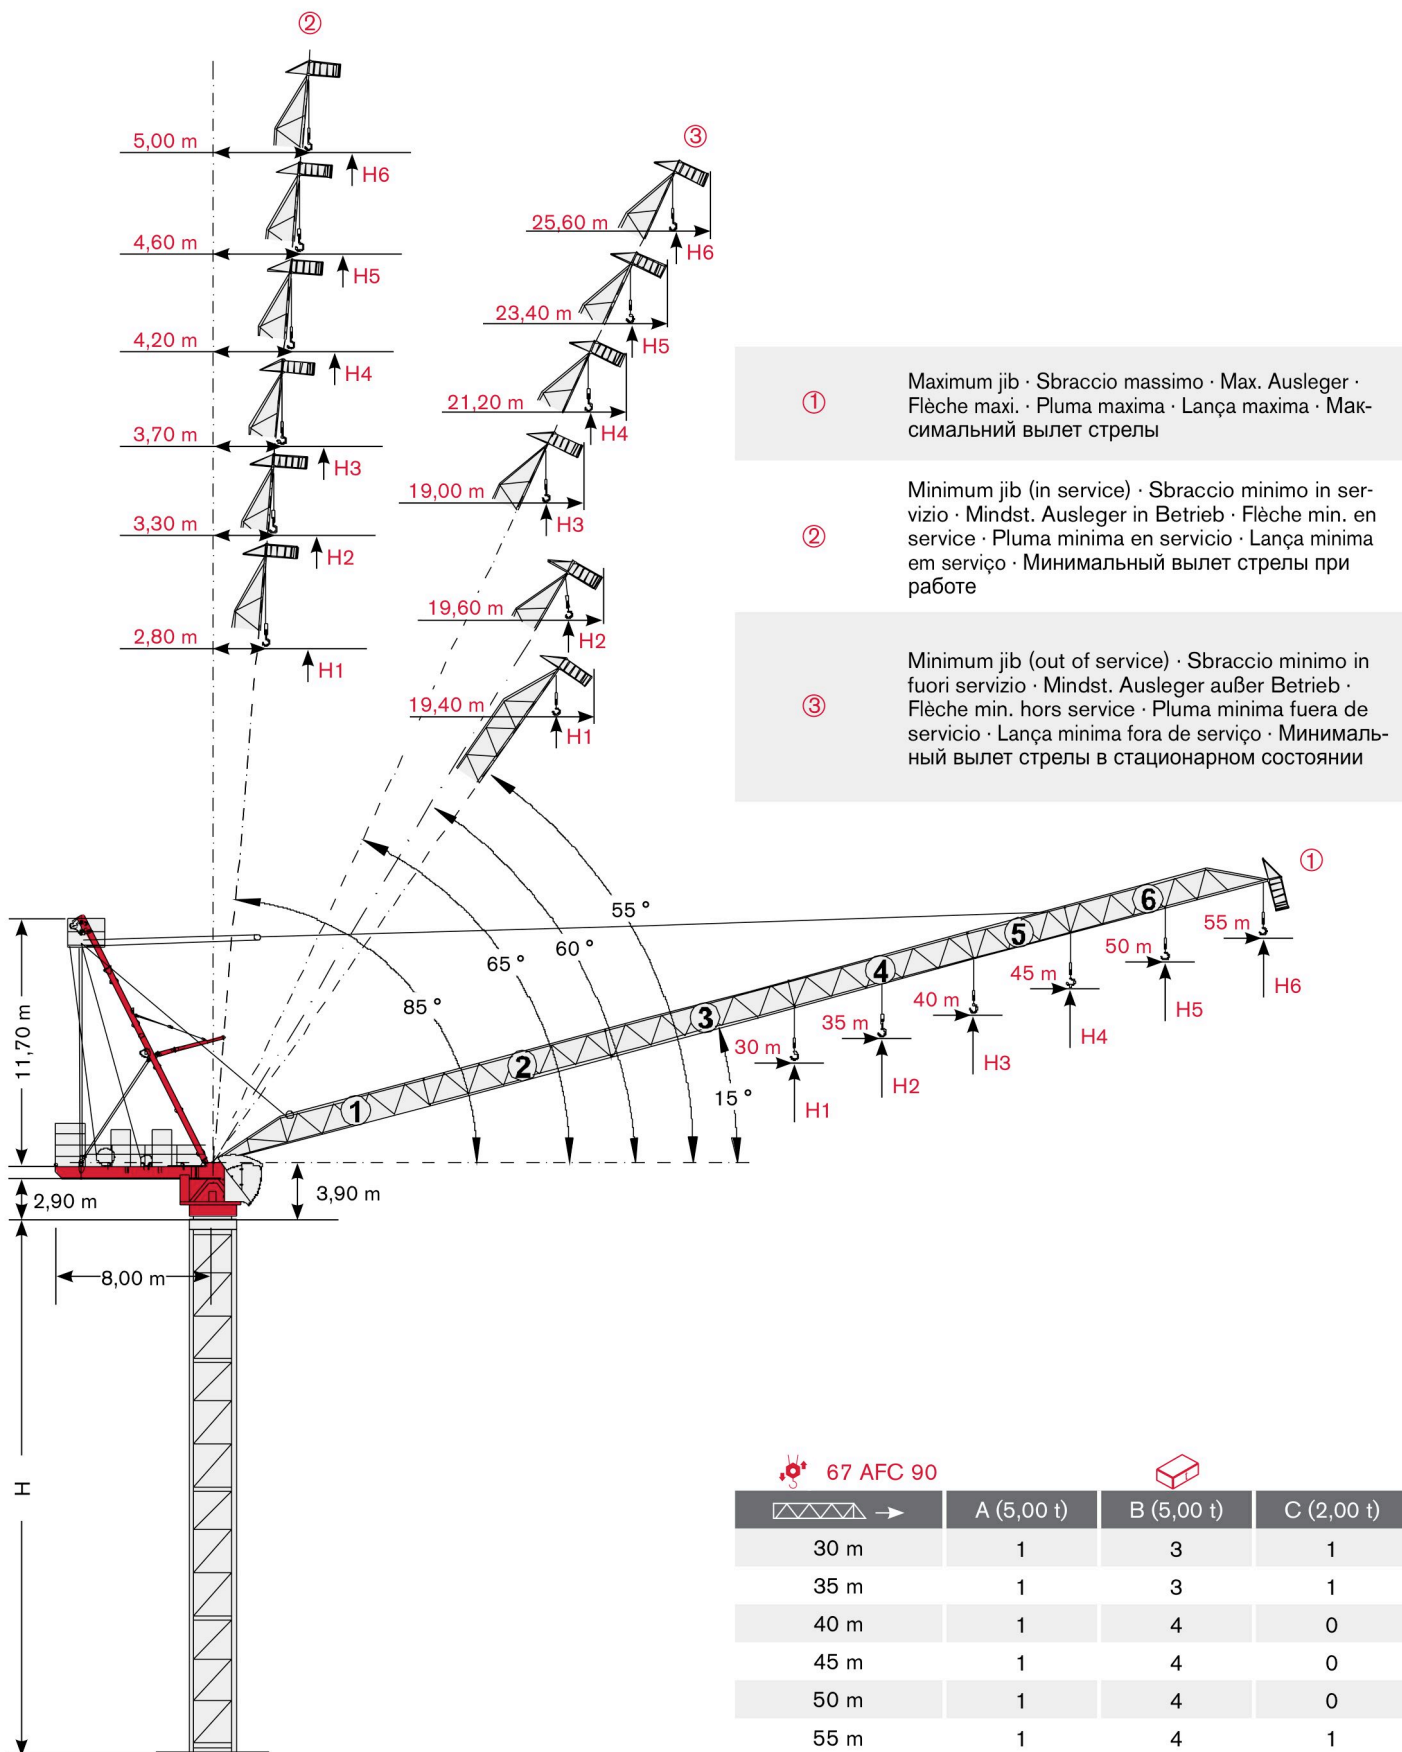 ②
5,00 m
H6
4,60 m
H5
4,20 m
H4
3,70 m
H3
3,30 m
H2
2,80 m
H1
③
25,60 m
H6
23,40 m
H5
21,20 m
H4
19,00 m
H3
19,60 m
H2
19,40 m
H1
①
Maximum jib · Sbraccio massimo · Max. Ausleger ·
Flèche maxi. · Pluma maxima · Lança maxima · Мак-
симальний вылет стрелы
②
Minimum jib (in service) · Sbraccio minimo in ser-
vizio · Mindst. Ausleger in Betrieb · Flèche min. en
service · Pluma minima en servicio · Lança minima
em serviço · Минимальный вылет стрелы при
работе
③
Minimum jib (out of service) · Sbraccio minimo in
fuori servizio · Mindst. Ausleger außer Betrieb ·
Flèche min. hors service · Pluma minima fuera de
servicio · Lança minima fora de serviço · Минималь-
ный вылет стрелы в стационарном состоянии
①
55 °
60 °
65 °
85 °
15 °
1
2
3
4
5
6
30 m
H1
35 m
H2
40 m
H3
45 m
H4
50 m
H5
55 m
H6
11,70 m
2,90 m
3,90 m
8,00 m
H
67 AFC 90
A (5,00 t) B (5,00 t) C (2,00 t)
30 m 1 3 1
35 m 1 3 1
40 m 1 4 0
45 m 1 4 0
50 m 1 4 0
55 m 1 4 1